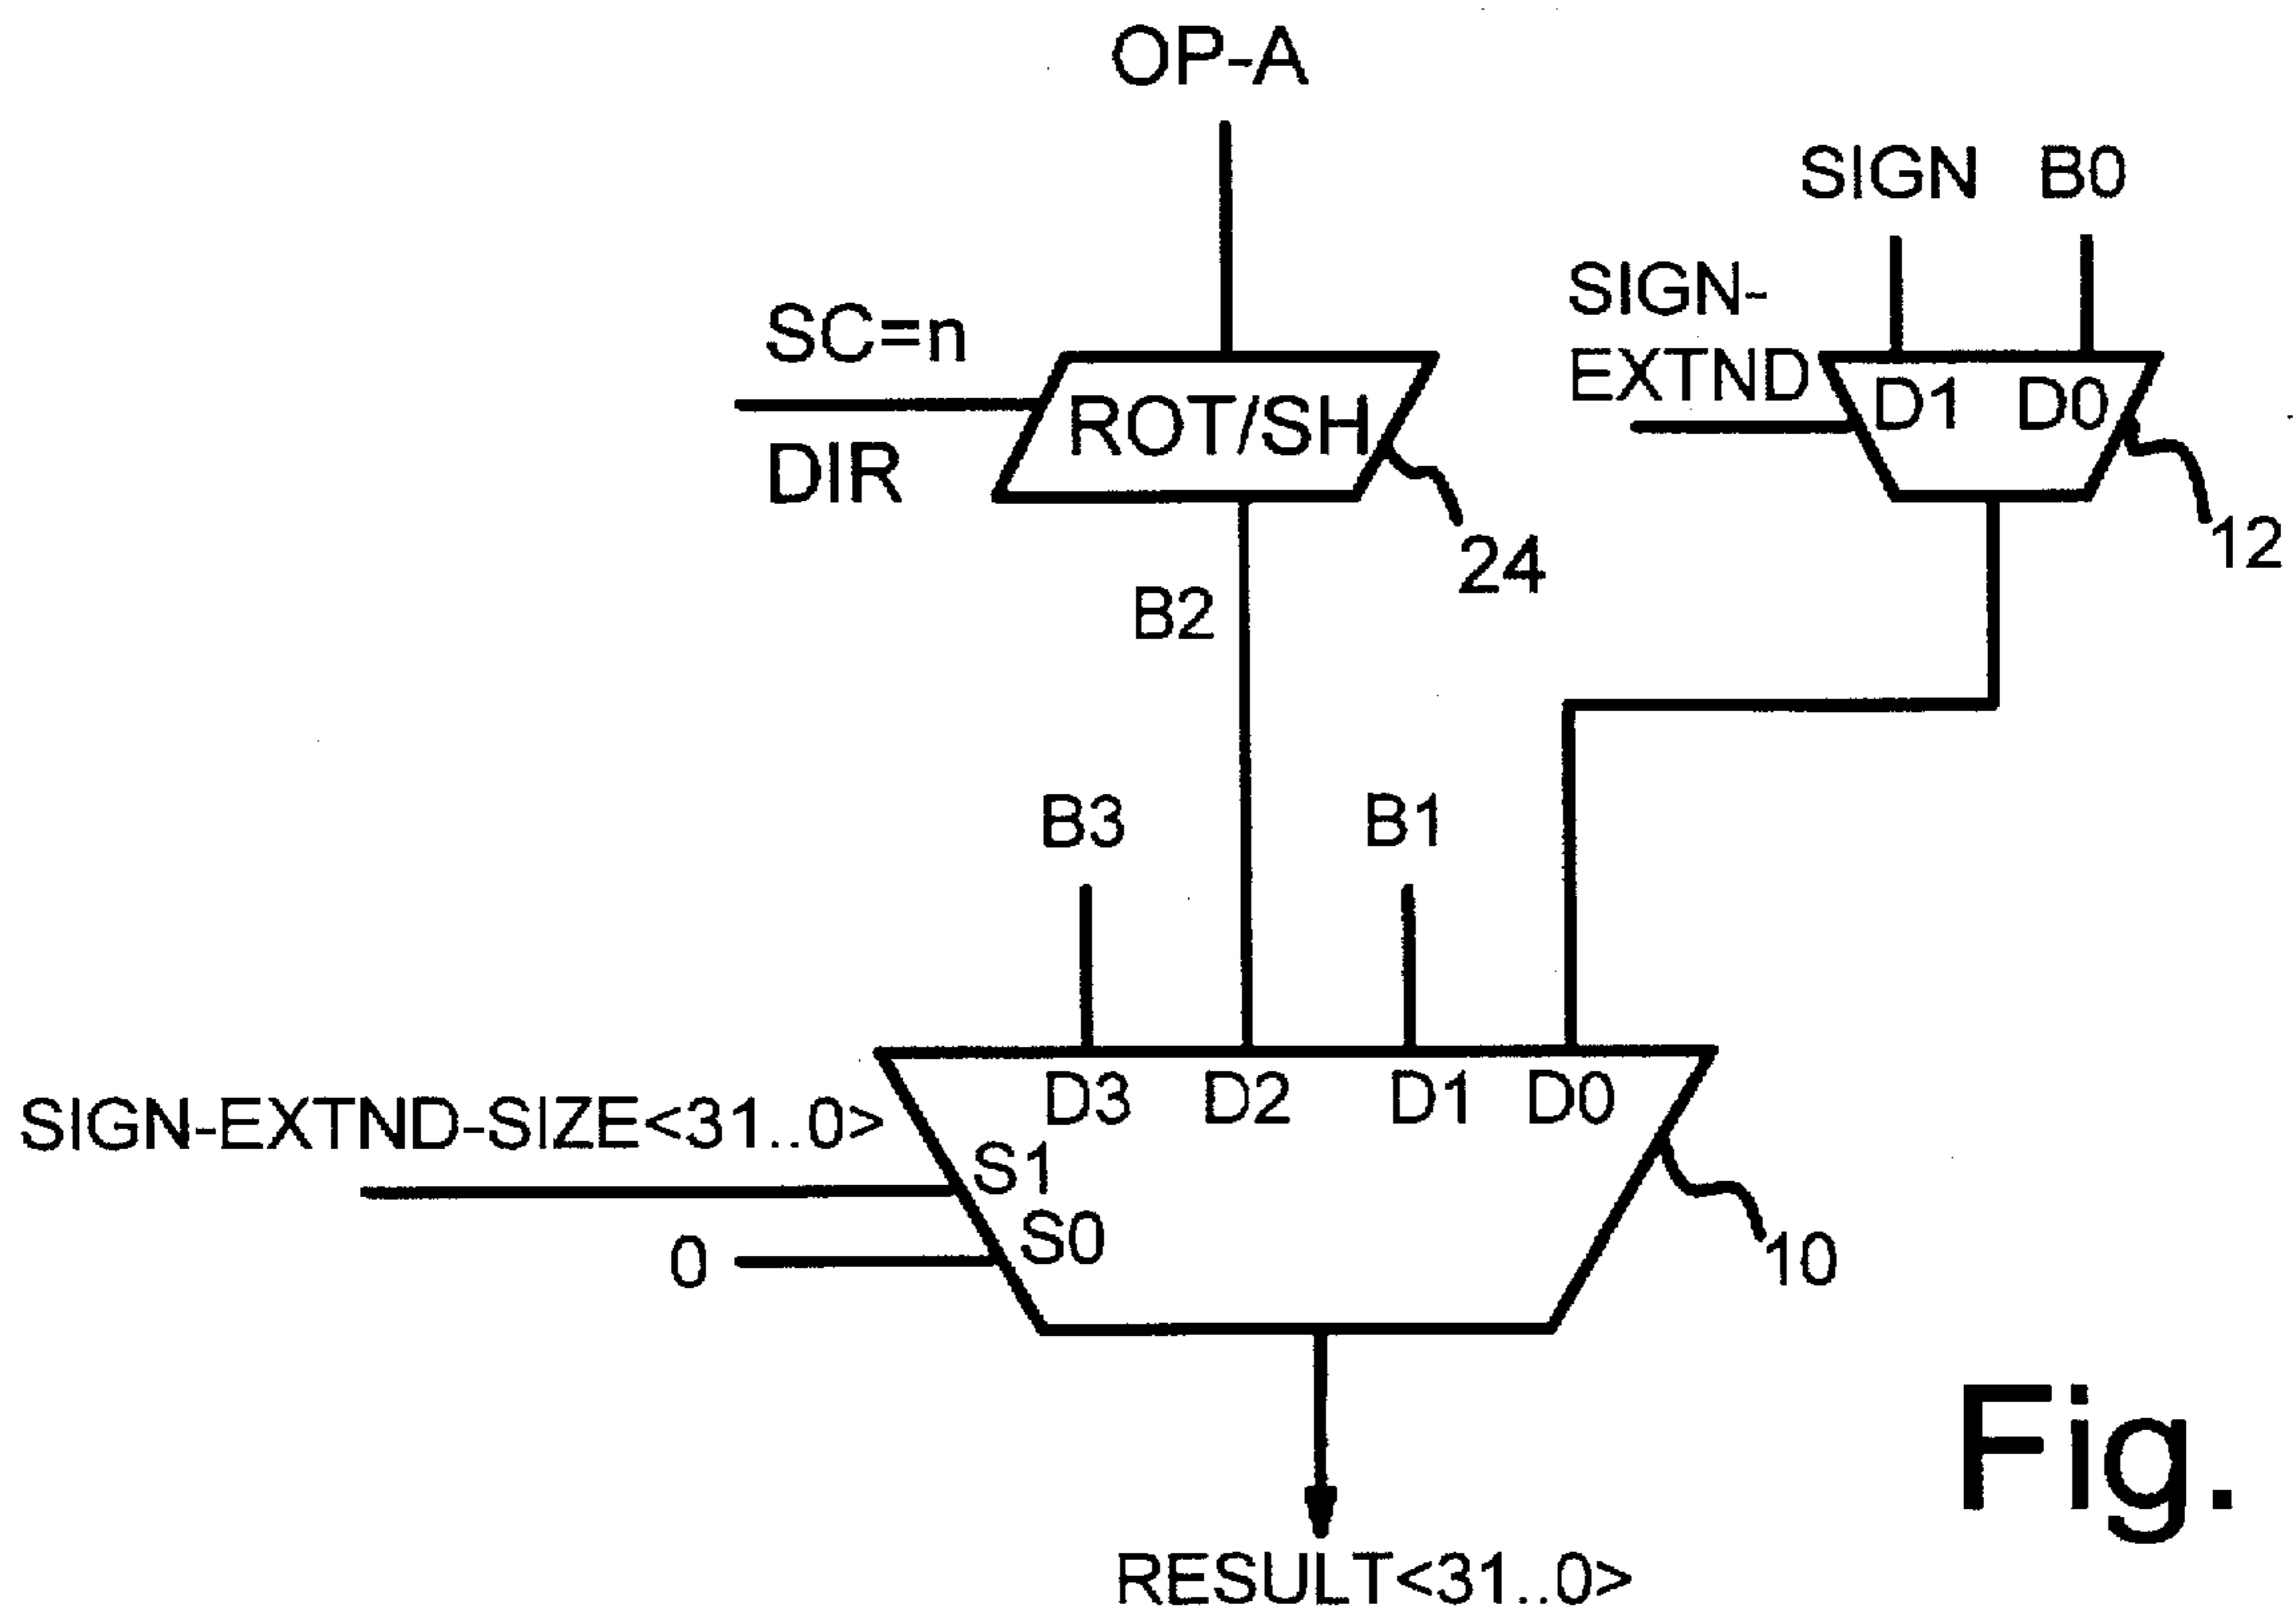 OP-A
SIGN B0
SIGN-
EXTND
SC=n
DIR
ROT/SH
D1 D0
24
12
B2
B3
B1
D3 D2 D1 D0
SIGN-EXTND-SIZE<31..0>
S1
S0
0
10
RESULT<31..0>
Fig.